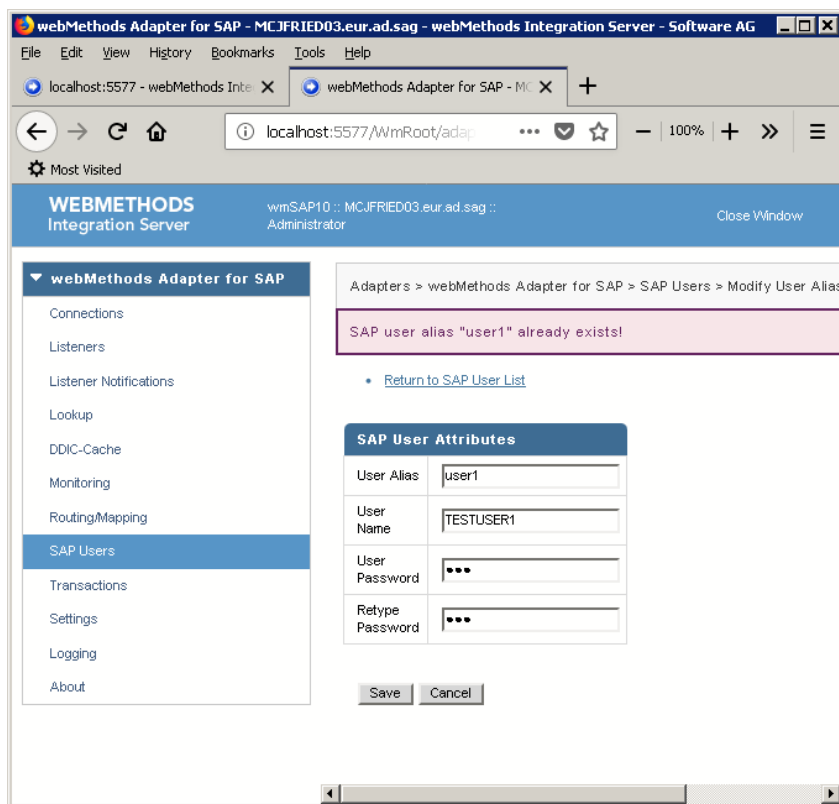 webMethods Adapter for SAP - MCJFRIED03.eur.ad.sag - webMethods Integration Server - Software AG
File Edit View History Bookmarks Tools Help
localhost:5577 - webMethods Inte
webMethods Adapter for SAP - MC
localhost:5577/WmRoot/adap
100%
Most Visited
WEBMETHODS
Integration Server
wmSAP10 :: MCJFRIED03.eur.ad.sag ::
Administrator
Close Window
webMethods Adapter for SAP
Connections
Listeners
Listener Notifications
Lookup
DDIC-Cache
Monitoring
Routing/Mapping
SAP Users
Transactions
Settings
Logging
About
Adapters > webMethods Adapter for SAP > SAP Users > Modify User Alias
SAP user alias "user1" already exists!
• Return to SAP User List
SAP User Attributes
User Alias user1
User
Name
TESTUSER1
User
Password
•••
Retype
Password
•••
Save Cancel